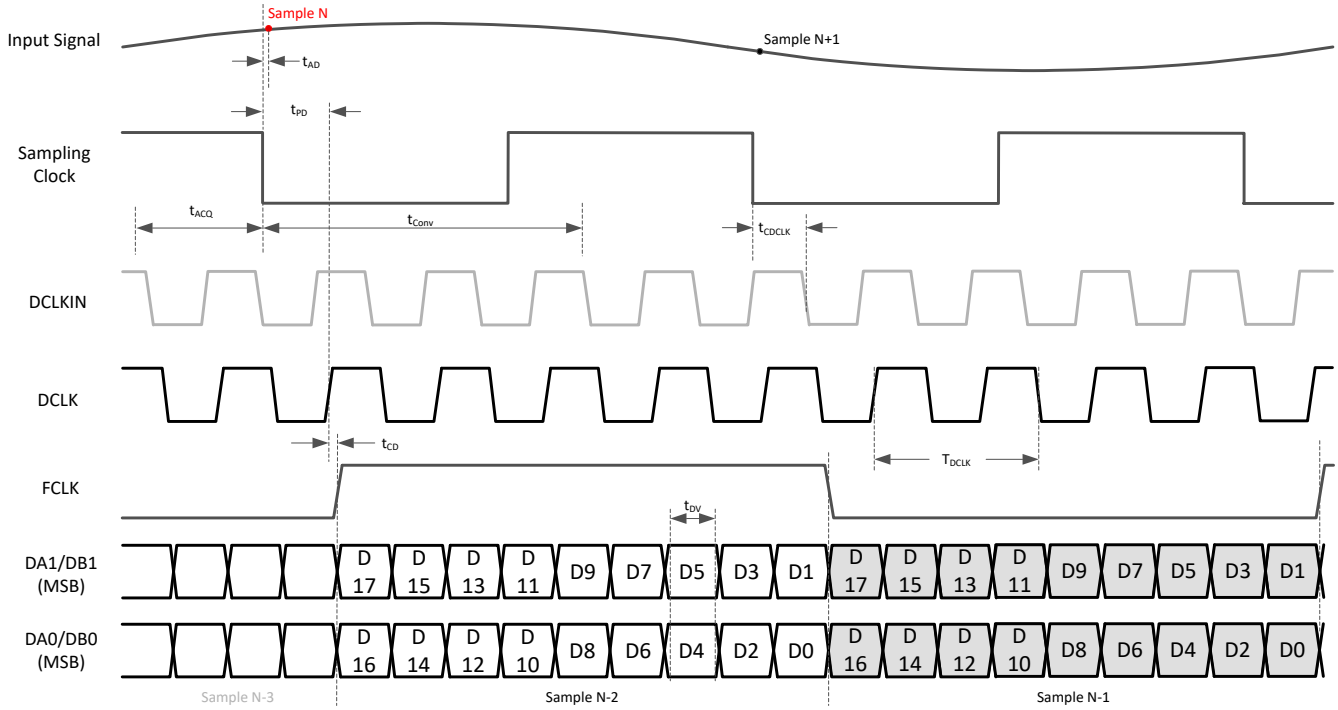 Sample N
Input Signal
Sample N+1
tAD
tPD
Sampling
Clock
tACQ
tConv
tCDCLK
DCLKIN
DCLK
tCD
TDCLK
FCLK
tDV
DA1/DB1
(MSB)
D D D D D9 D7 D5 D3 D1 D D D D D9 D7 D5 D3 D1
17 15 13 11 17 15 13 11
DA0/DB0
(MSB)
D D D D D8 D6 D4 D2 D0 D D D D D8 D6 D4 D2 D0
16 14 12 10 16 14 12 10
Sample N-3 Sample N-2 Sample N-1